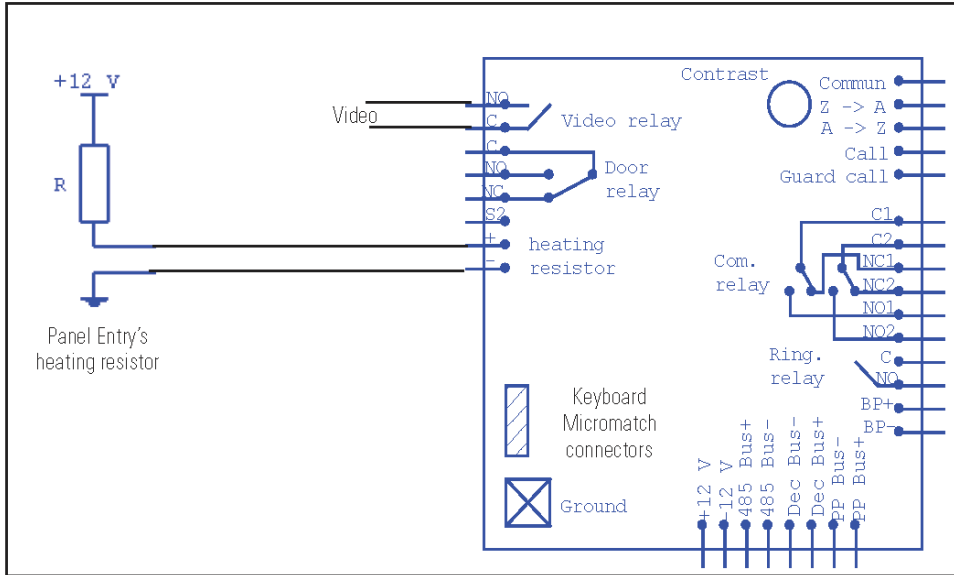 +12 V
R
Panel Entry's
heating resistor
Video
NO
C
C
NO
NC
S2
+
-
Video relay
Door
relay
heating
resistor
Contrast
Commun
Z -> A
A -> Z
Call
Guard call
C1
C2
NC1
NC2
NO1
NO2
C
NO
BP+
BP-
Com.
relay
Ring.
relay
Keyboard
Micromatch
connectors
Ground
+12 V
-12 V
485 Bus+
485 Bus-
Dec Bus-
Dec Bus+
PP Bus-
PP Bus+